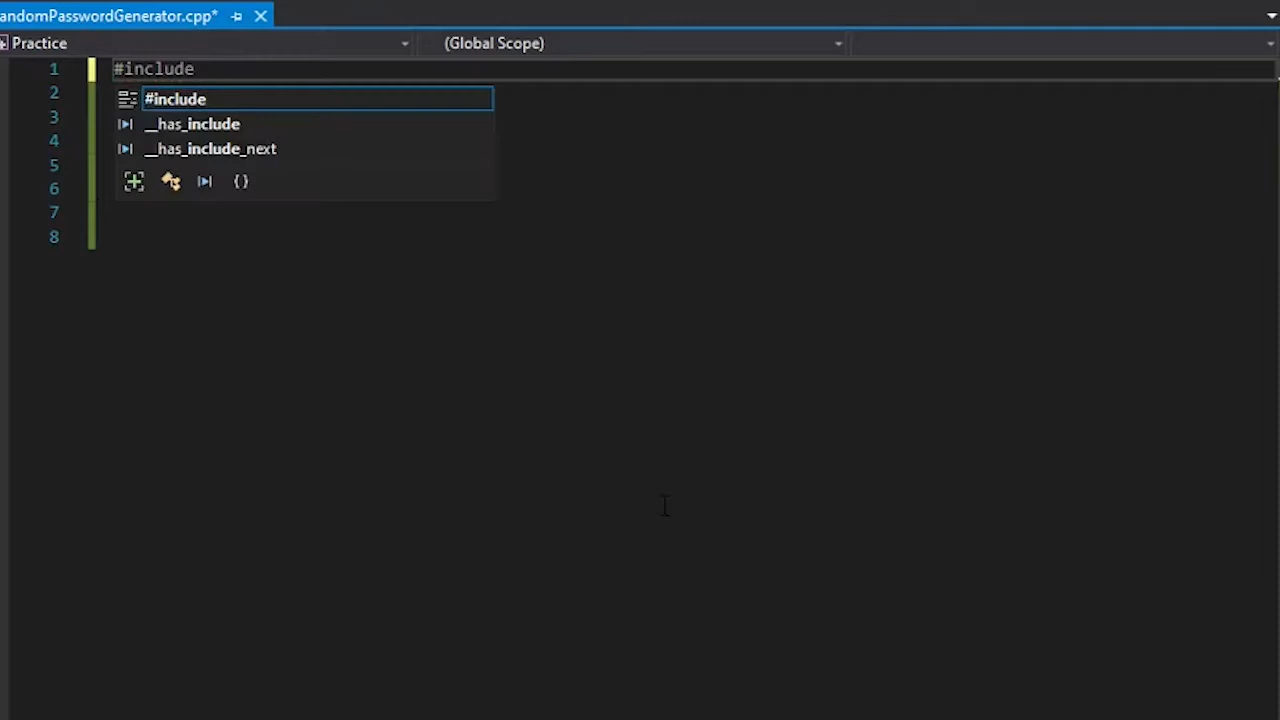 andomPasswordGenerator.cpp*
Practice (Global Scope)
1 #include
2 #include
3 __has_include
4 __has_include_next
5
6
7
8